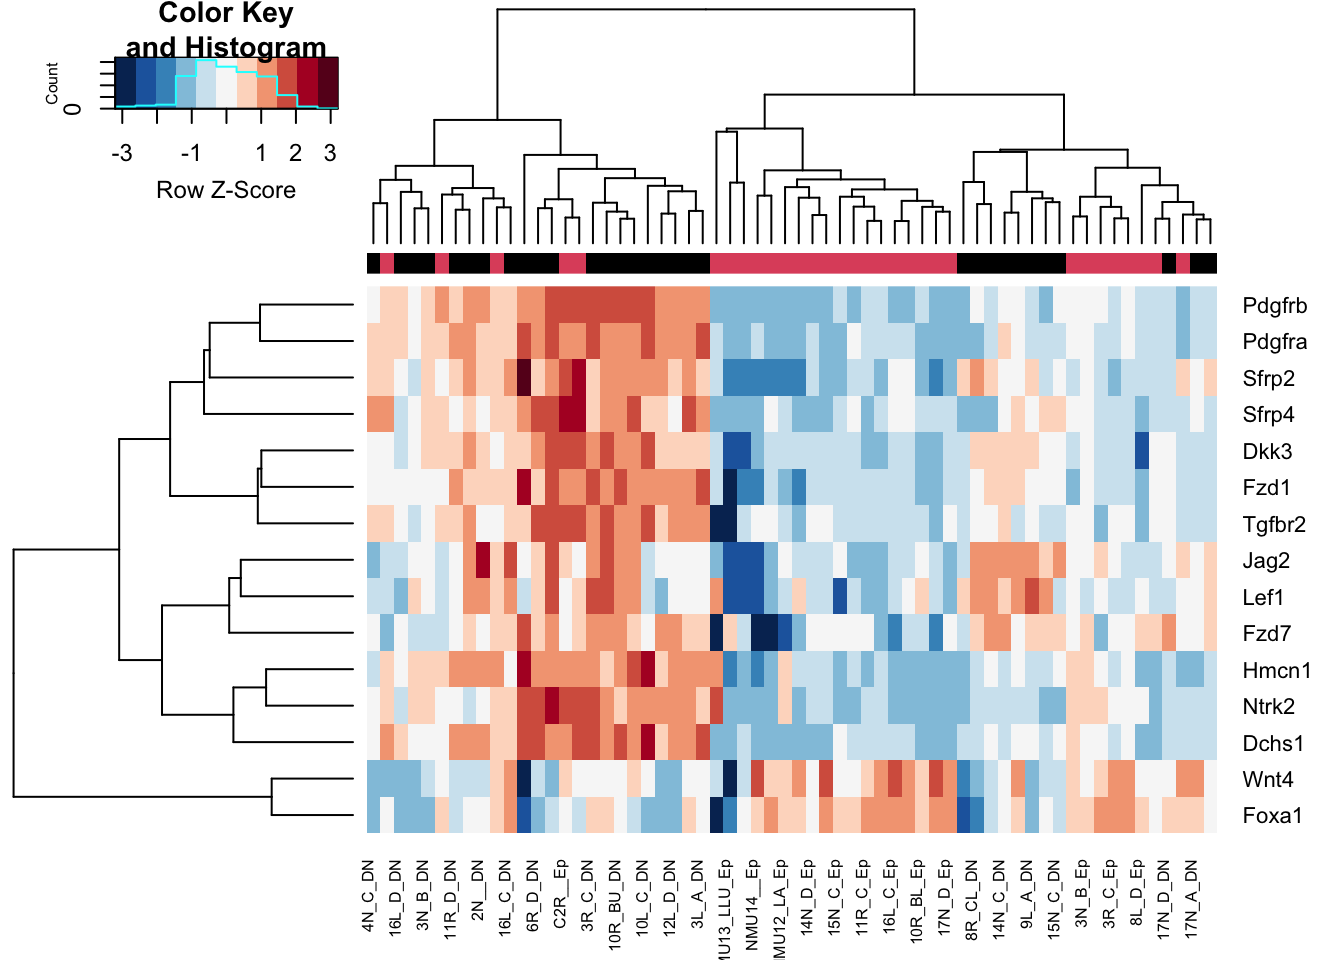 Color Key
and Histogram
Count
0
-3 -1 1 2 3
Row Z-Score
Pdgfrb
Pdgfra
Sfrp2
Sfrp4
Dkk3
Fzd1
Tgfbr2
Jag2
Lef1
Fzd7
Hmcn1
Ntrk2
Dchs1
Wnt4
Foxa1
4N_C_DN
16L_D_DN
3N_B_DN
11R_D_DN
2N__DN
16L_C_DN
6R_D_DN
C2R__Ep
3R_C_DN
10R_BU_DN
10L_C_DN
12L_D_DN
3L_A_DN
MU13_LLU_Ep
NMU14__Ep
MU12_LA_Ep
14N_D_Ep
15N_C_Ep
11R_C_Ep
16L_C_Ep
10R_BL_Ep
17N_D_Ep
8R_CL_DN
14N_C_DN
9L_A_DN
15N_C_DN
3N_B_Ep
3R_C_Ep
8L_D_Ep
17N_D_DN
17N_A_DN